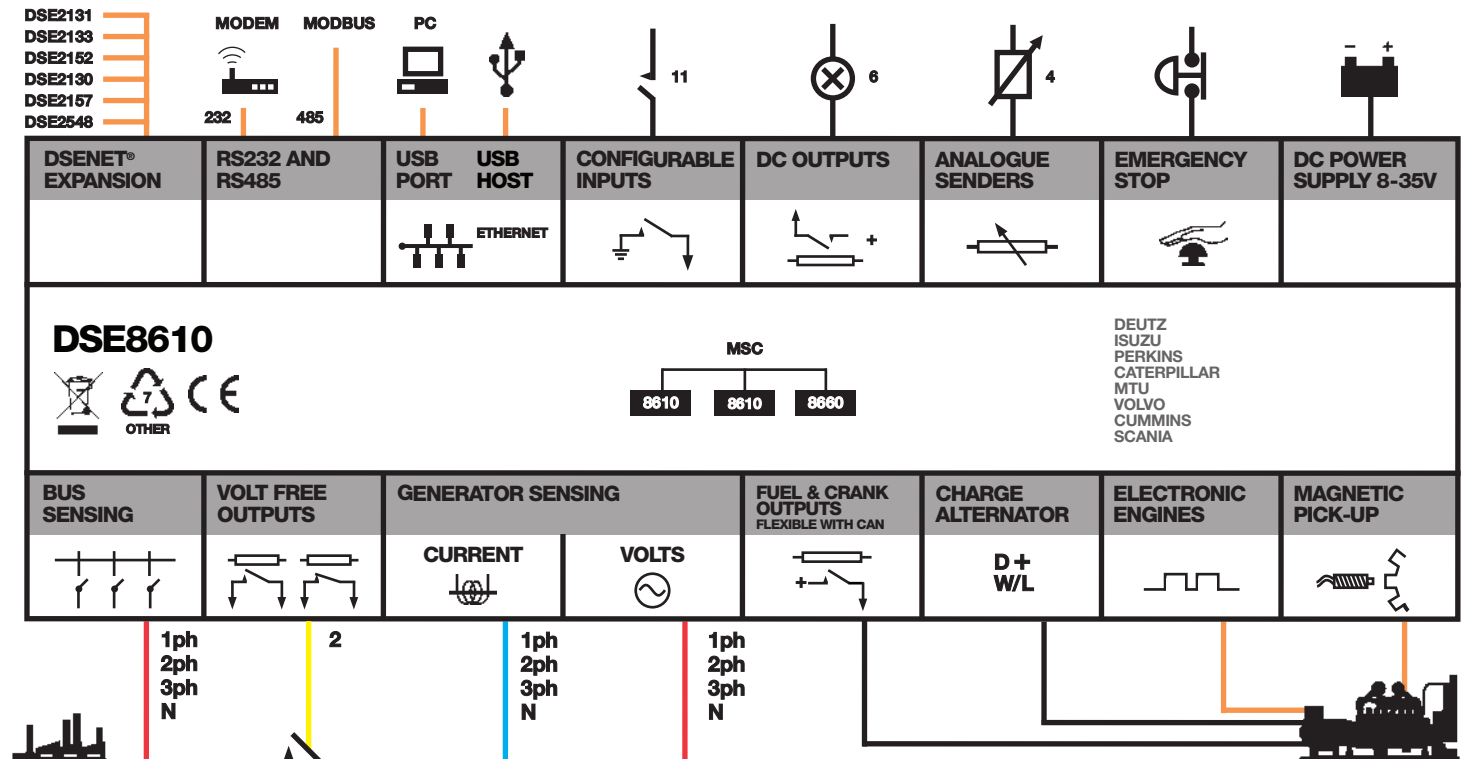 DSE2131
DSE2133
DSE2152
DSE2130
DSE2157
DSE2548
MODEM
MODBUS
PC
232
485
11
6
4
- +
DSENET®
EXPANSION
RS232 AND
RS485
USB
PORT
USB
HOST
CONFIGURABLE
INPUTS
DC OUTPUTS
ANALOGUE
SENDERS
EMERGENCY
STOP
DC POWER
SUPPLY 8-35V
ETHERNET
+
DSE8610
7
OTHER
CE
MSC
8610
8610
8660
DEUTZ
ISUZU
PERKINS
CATERPILLAR
MTU
VOLVO
CUMMINS
SCANIA
BUS
SENSING
VOLT FREE
OUTPUTS
GENERATOR SENSING
FUEL & CRANK
OUTPUTS
FLEXIBLE WITH CAN
CHARGE
ALTERNATOR
ELECTRONIC
ENGINES
MAGNETIC
PICK-UP
CURRENT
VOLTS
+
D+
W/L
1ph
2ph
3ph
N
2
1ph
2ph
3ph
N
1ph
2ph
3ph
N